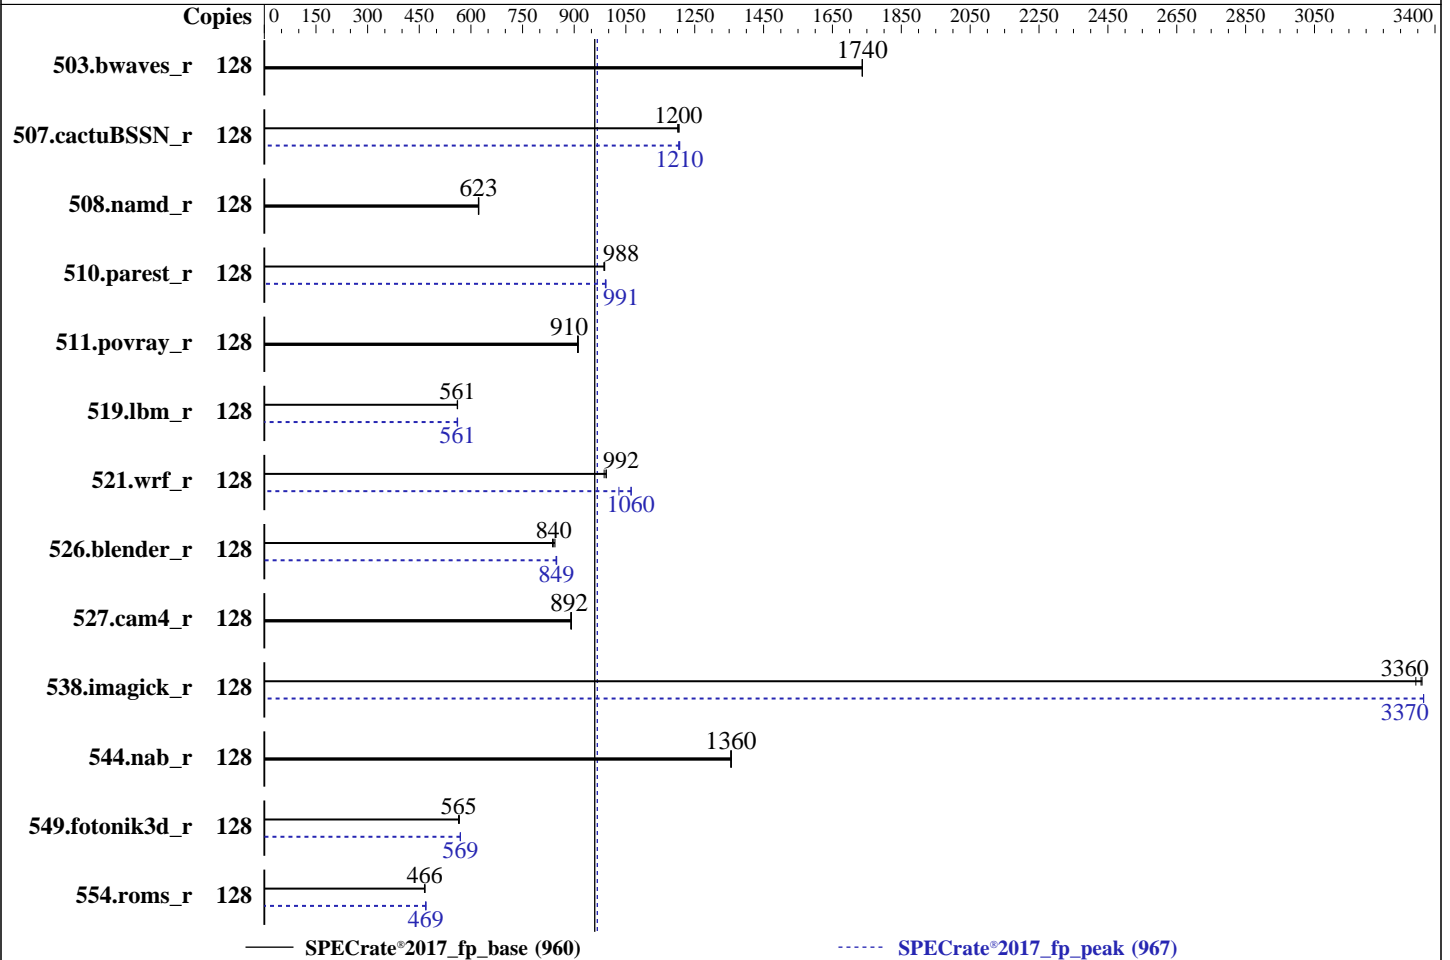 Copies 0 150 300 450 600 750 900 1050 1250 1450 1650 1850 2050 2250 2450 2650 2850 3050 3400
503.bwaves_r 128 1740
507.cactuBSSN_r 128 1200
1210
508.namd_r 128 623
510.parest_r 128 988
991
511.povray_r 128 910
519.lbm_r 128 561
561
521.wrf_r 128 992
1060
526.blender_r 128 840
849
527.cam4_r 128 892
538.imagick_r 128 3360
3370
544.nab_r 128 1360
549.fotonik3d_r 128 565
569
554.roms_r 128 466
469
SPECrate®2017_fp_base (960) SPECrate®2017_fp_peak (967)